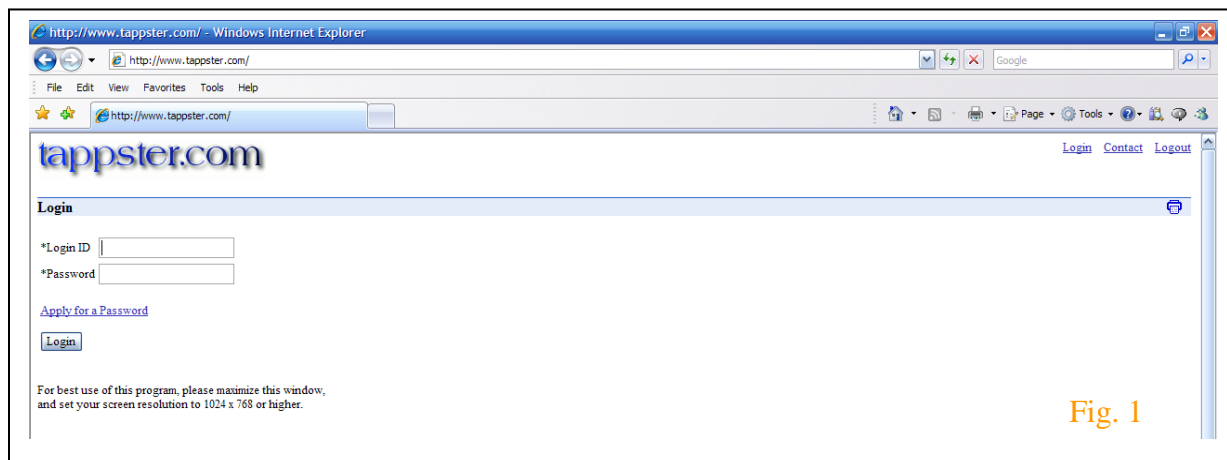 http://www.tappster.com/ - Windows Internet Explorer
http://www.tappster.com/ Google
File Edit View Favorites Tools Help
http://www.tappster.com/ Page Tools
tappster.com Login Contact Logout
Login
*Login ID
*Password
Apply for a Password
Login
For best use of this program, please maximize this window,
and set your screen resolution to 1024 x 768 or higher.
Fig. 1